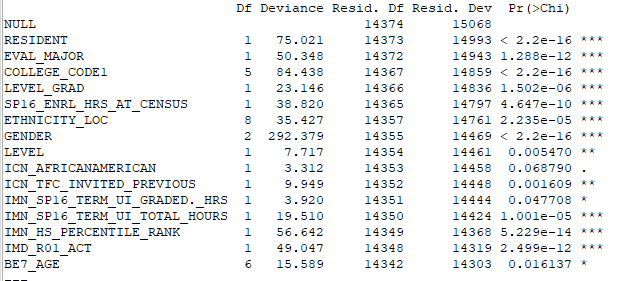 Df Deviance Resid. Df Resid. Dev Pr(>Chi)
NULL 14374 15068
RESIDENT 1 75.021 14373 14993 < 2.2e-16 ***
EVAL_MAJOR 1 50.348 14372 14943 1.288e-12 ***
COLLEGE_CODE1 5 84.438 14367 14859 < 2.2e-16 ***
LEVEL_GRAD 1 23.146 14366 14836 1.502e-06 ***
SP16_ENRL_HRS_AT_CENSUS 1 38.820 14365 14797 4.647e-10 ***
ETHNICITY_LOC 8 35.427 14357 14761 2.235e-05 ***
GENDER 2 292.379 14355 14469 < 2.2e-16 ***
LEVEL 1 7.717 14354 14461 0.005470 **
ICN_AFRICANAMERICAN 1 3.312 14353 14458 0.068790 .
ICN_TFC_INVITED_PREVIOUS 1 9.949 14352 14448 0.001609 **
IMN_SP16_TERM_UI_GRADED._HRS 1 3.920 14351 14444 0.047708 *
IMN_SP16_TERM_UI_TOTAL_HOURS 1 19.510 14350 14424 1.001e-05 ***
IMN_HS_PERCENTILE_RANK 1 56.642 14349 14368 5.229e-14 ***
IMD_R01_ACT 1 49.047 14348 14319 2.499e-12 ***
BE7_AGE 6 15.589 14342 14303 0.016137 *
---